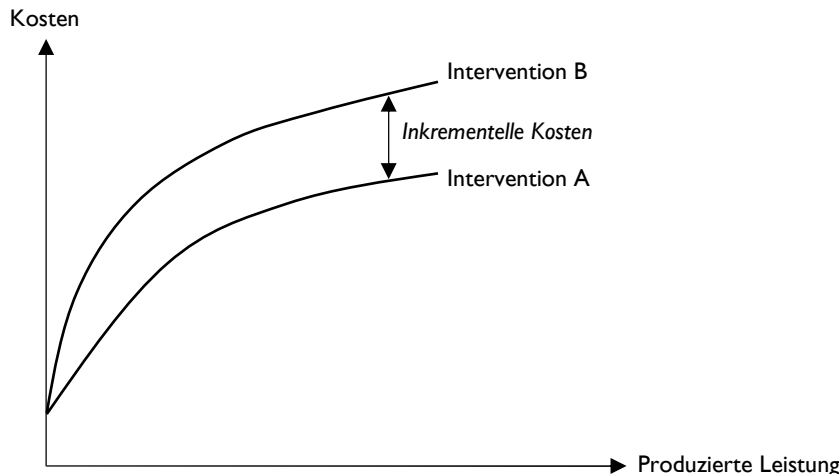 Kosten
Intervention B
Inkrementelle Kosten
Intervention A
Produzierte Leistung